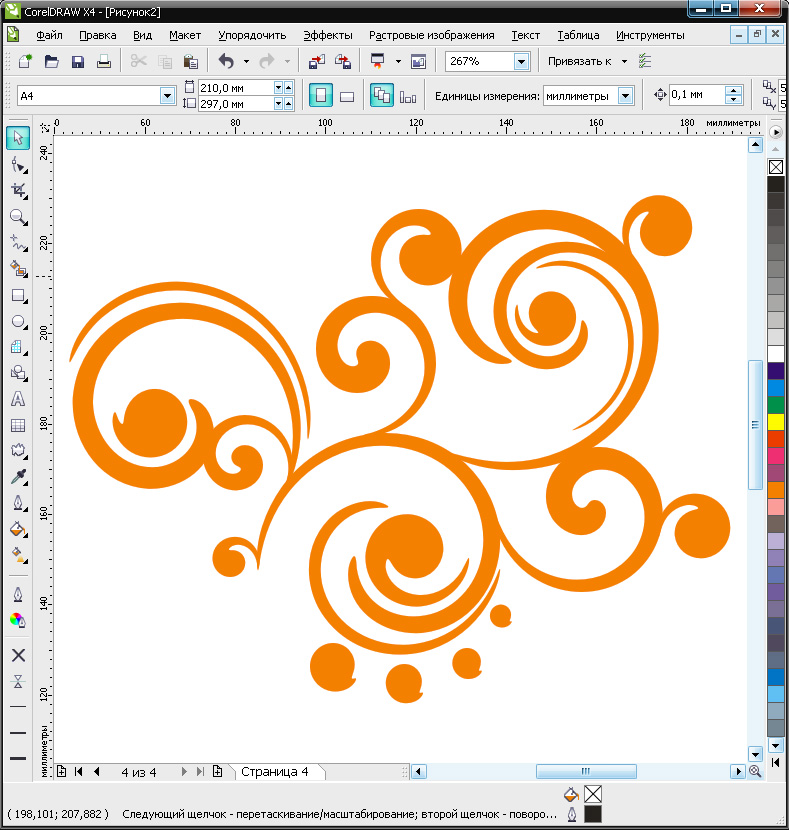 CorelDRAW X4 - [Рисунок2]
Файл Правка Вид Макет Упорядочить Эффекты Растровые изображения Текст Таблица Инструменты
267% Привязать к
A4 210,0 мм 297,0 мм Единицы измерения: миллиметры 0,1 мм 5 5
60 80 100 120 140 160 180 миллиметры
240
220
200
180
160
140
120
миллиметры
4 из 4 Страница 4
( 198,101; 207,882 ) Следующий щелчок - перетаскивание/масштабирование; второй щелчок - поворо...